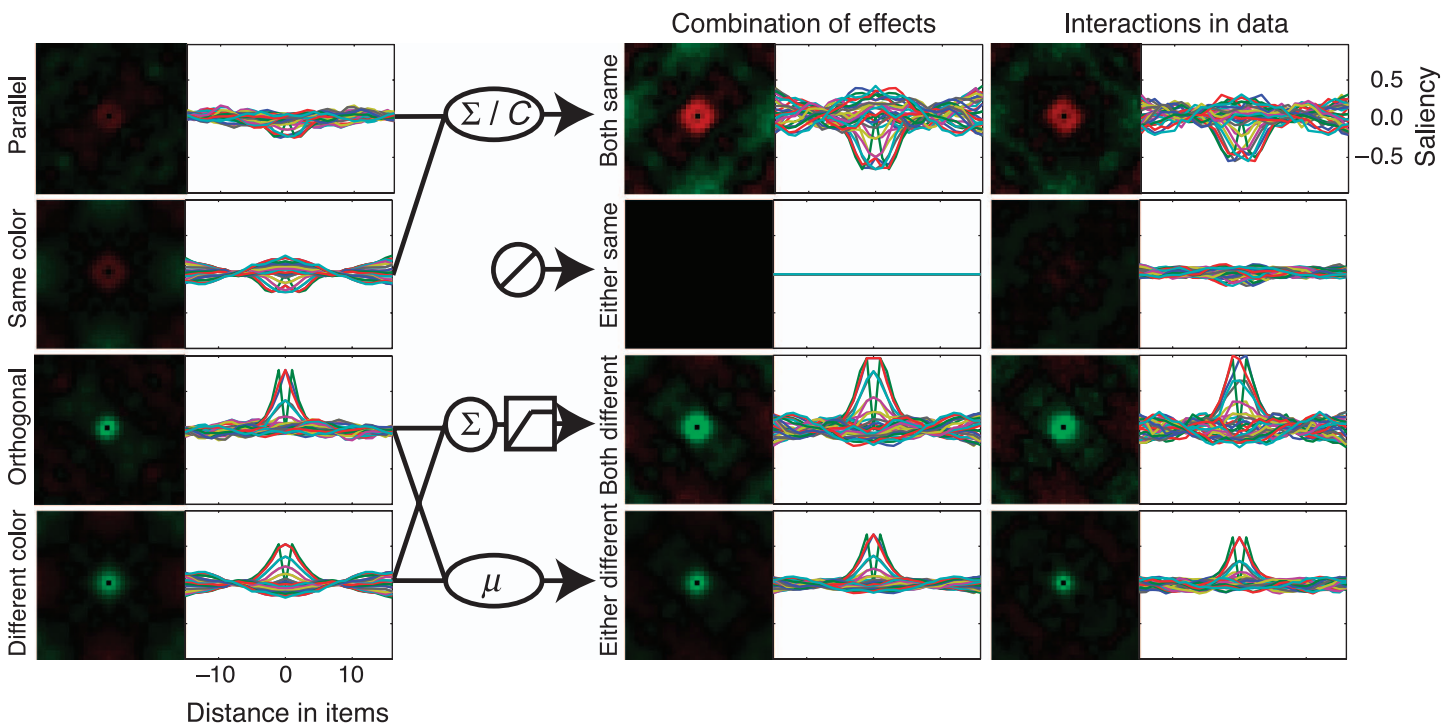 Combination of effects
Interactions in data
Parallel
Σ / C
Both same
0.5
0.0
−0.5
Saliency
Same color
Either same
Orthogonal
Σ
Both different
Different color
μ
Either different
−10 0 10
Distance in items